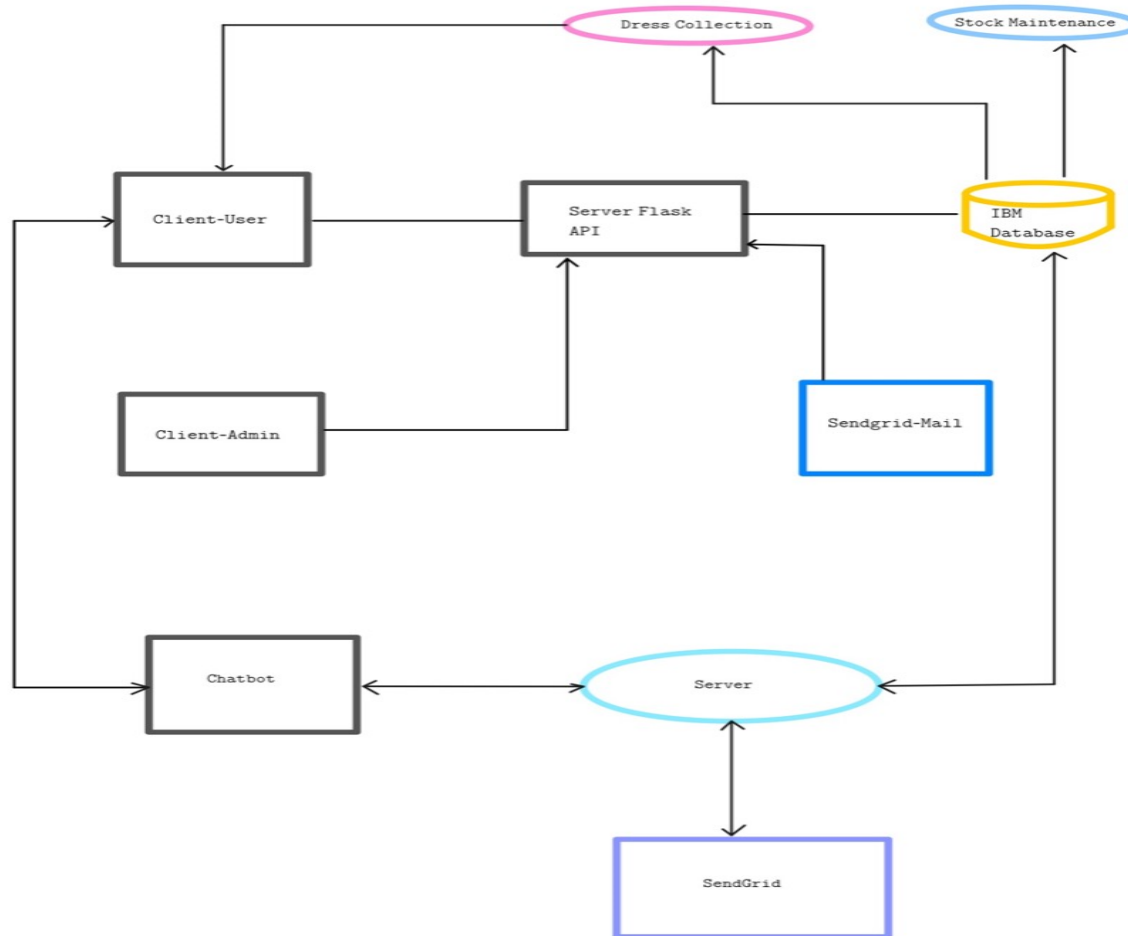 Dress Collection
Stock Maintenance
Client-User
Server Flask
API
IBM
Database
Client-Admin
Sendgrid-Mail
Chatbot
Server
SendGrid